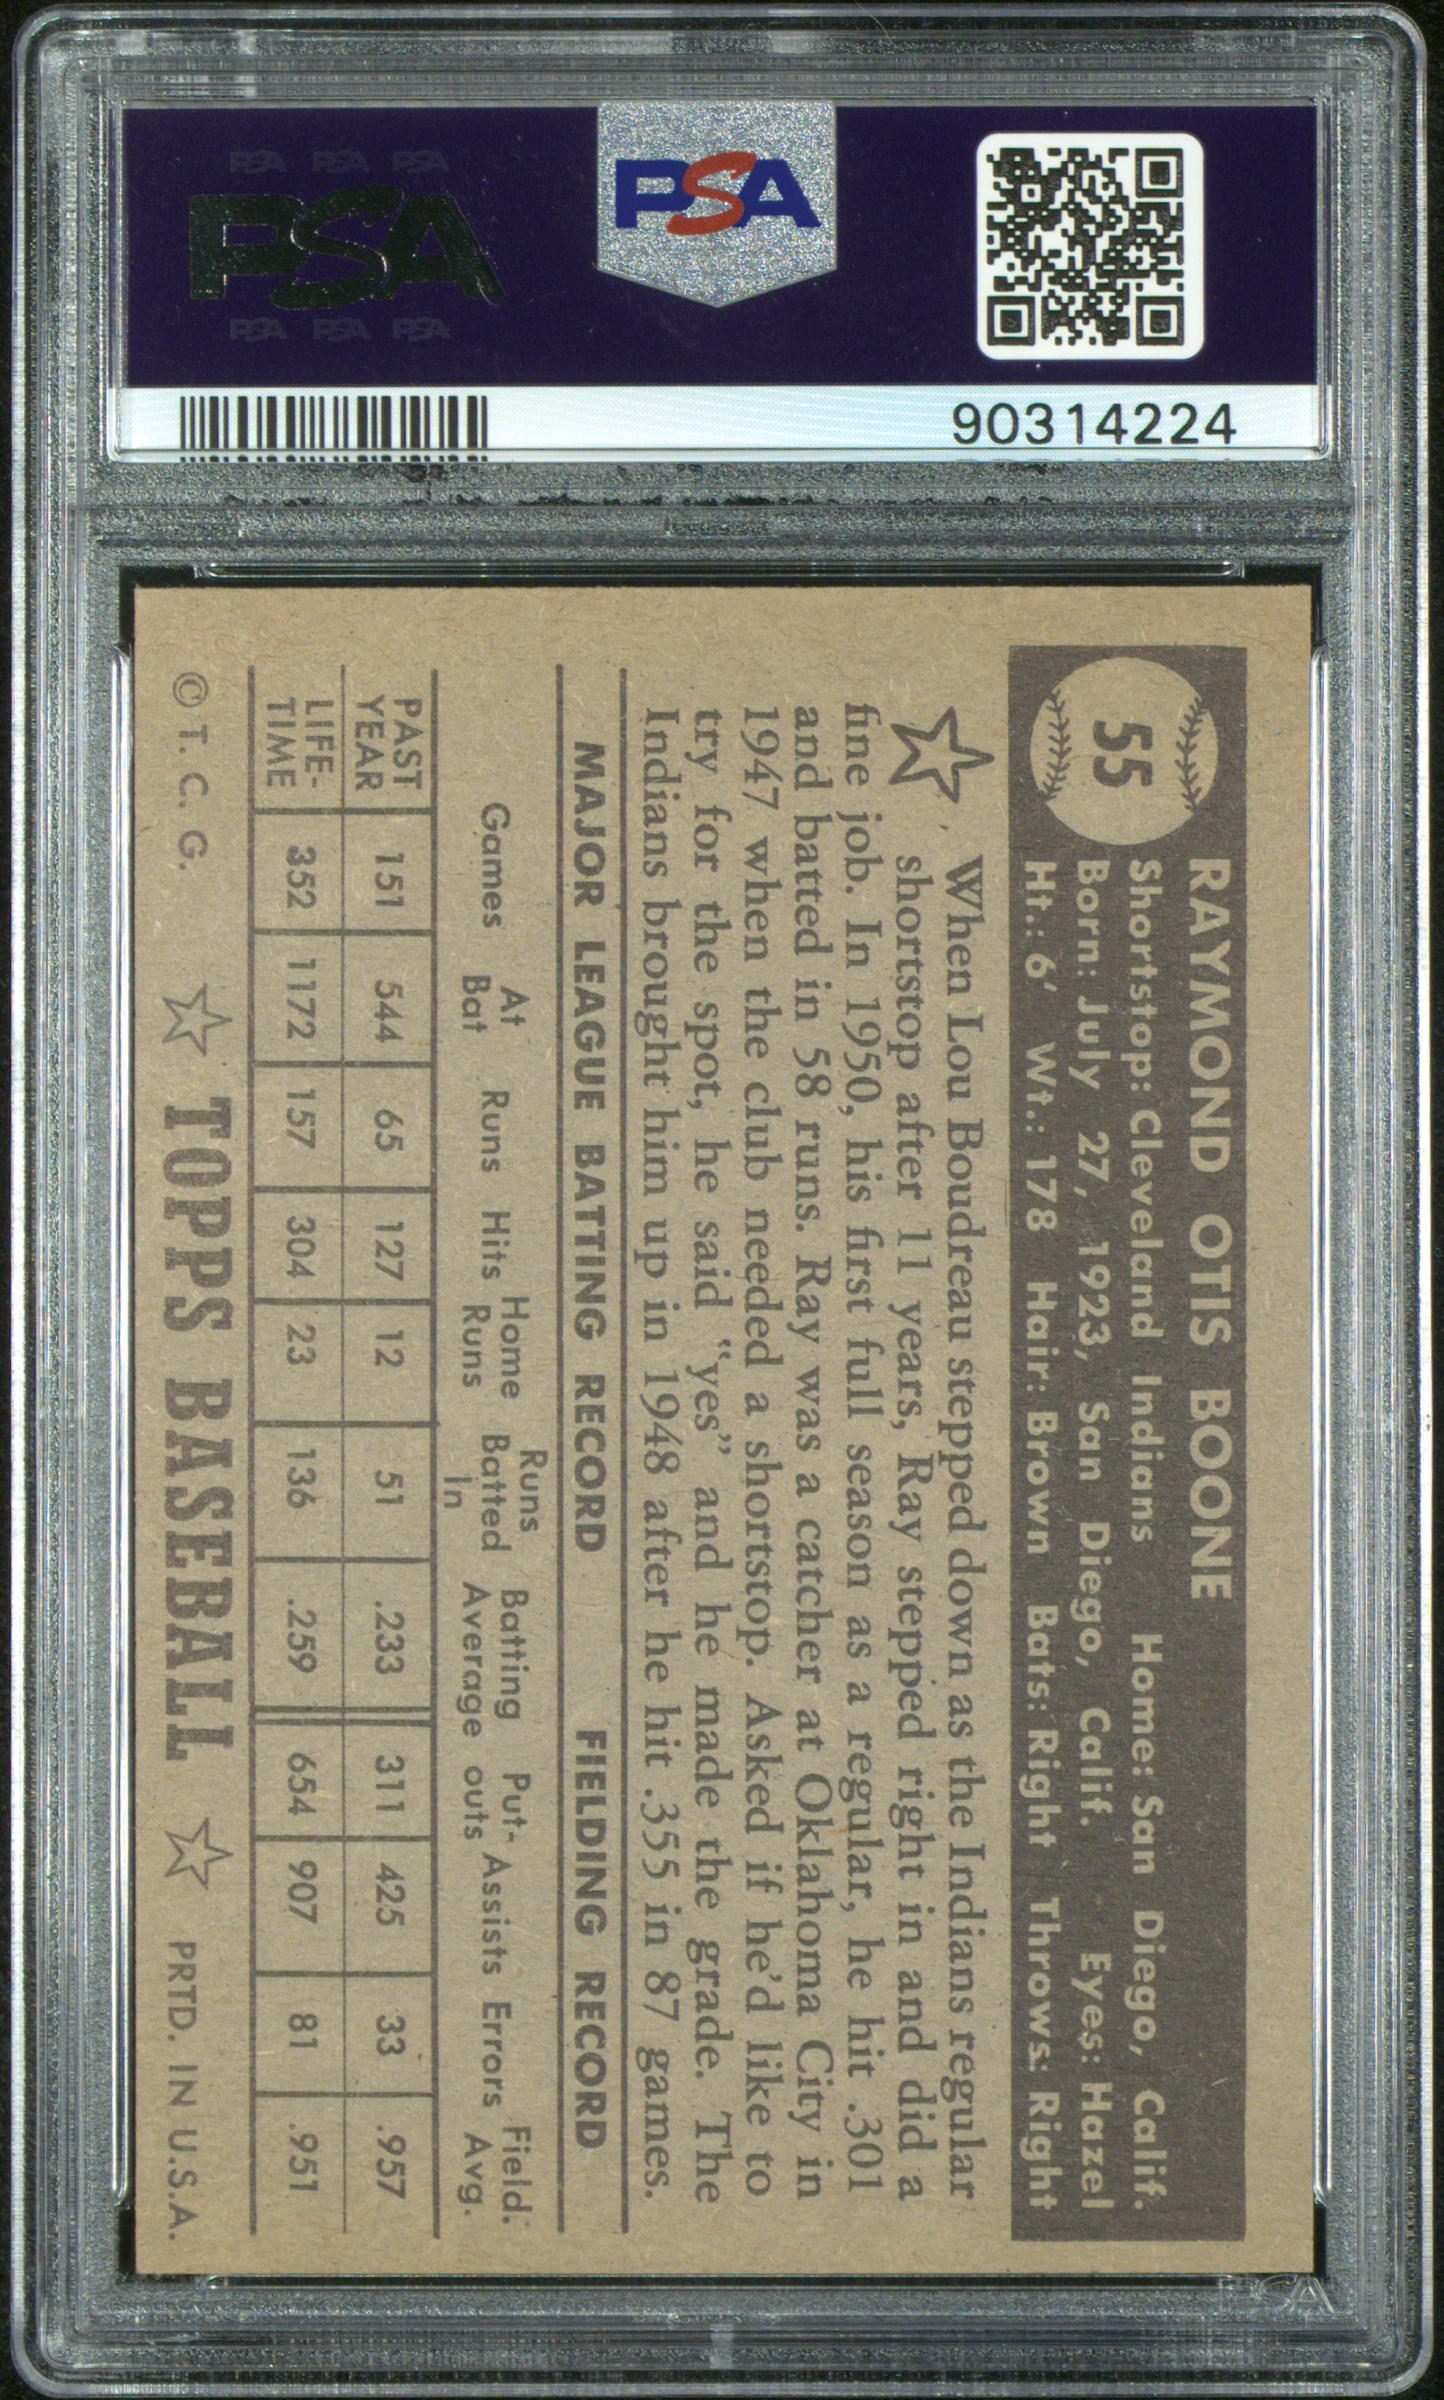 PSA PSA PSA
PSA
PSA PSA PSA
PSA
90314224
55
RAYMOND OTIS BOONE
Shortstop: Cleveland Indians Home: San Diego, Calif.
Born: July 27, 1923, San Diego, Calif. Eyes: Hazel
Ht.: 6' Wt.: 178 Hair: Brown Bats: Right Throws: Right
When Lou Boudreau stepped down as the Indians regular
shortstop after 11 years, Ray stepped right in and did a
fine job. In 1950, his first full season as a regular, he hit .301
and batted in 58 runs. Ray was a catcher at Oklahoma City in
1947 when the club needed a shortstop. Asked if he'd like to
try for the spot, he said "yes" and he made the grade. The
Indians brought him up in 1948 after he hit .355 in 87 games.
MAJOR LEAGUE BATTING RECORD FIELDING RECORD
Games At Bat Runs Hits Home Runs Runs Batted In Batting Average Put-outs Assists Errors Field. Avg.
PAST YEAR 151 544 65 127 12 51 .233 311 425 33 .957
LIFE-TIME 352 1172 157 304 23 136 .259 654 907 81 .951
© T. C. G. TOPPS BASEBALL PRTD. IN U.S.A.
PSA